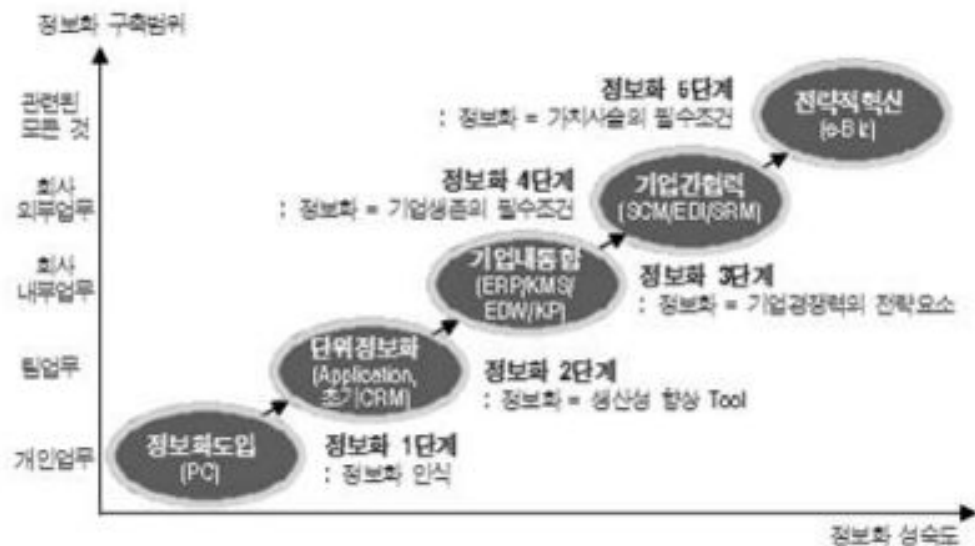 정보화 구축범위
관련된
모든 것
정보화 5단계
: 정보화 = 가치사슬의 필수조건
전략적혁신
(e-Biz)
회사
외부업무
정보화 4단계
: 정보화 = 기업생존의 필수조건
기업간협력
(SCM/EDI/SRM)
회사
내부업무
기업내통합
(ERP/KMS/
EDW/KP)
정보화 3단계
: 정보화 = 기업경쟁력의 전략요소
팀업무
단위정보화
(Application,
초기CRM)
정보화 2단계
: 정보화 = 생산성 향상 Tool
개인업무
정보화도입
(PC)
정보화 1단계
: 정보화 인식
정보화 성숙도